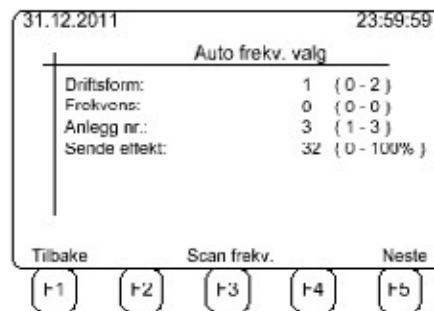 31.12.2011 23:59:59
Auto frekv. valg
Driftsform: 1 ( 0 - 2 )
Frekvens: 0 ( 0 - 0 )
Anlegg nr.: 3 ( 1 - 3 )
Sende effekt: 32 ( 0 - 100% )
Tilbake Scan frekv. Neste
F1 F2 F3 F4 F5